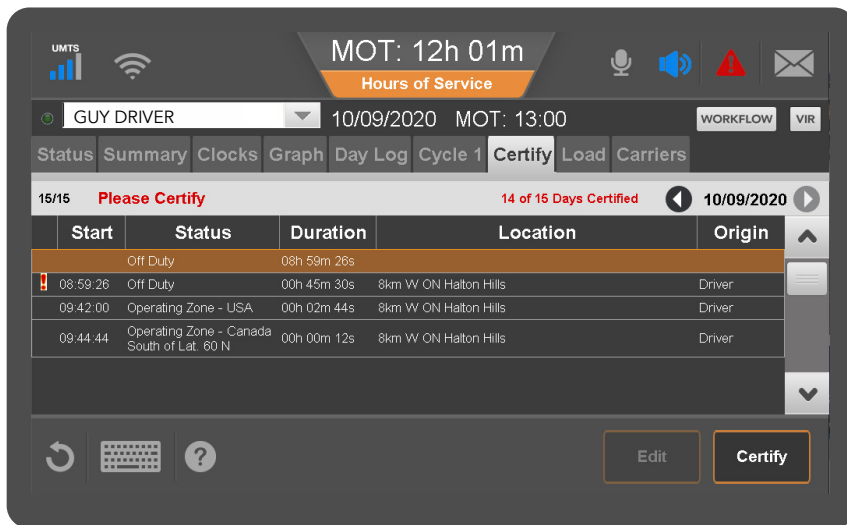 UMTS
MOT: 12h 01m
Hours of Service
GUY DRIVER
10/09/2020 MOT: 13:00
WORKFLOW
VIR
Status Summary Clocks Graph Day Log Cycle 1 Certify Load Carriers
15/15 Please Certify 14 of 15 Days Certified 10/09/2020
Start Status Duration Location Origin
Off Duty 08h 59m 26s
! 08:59:26 Off Duty 00h 45m 30s 8km W ON Halton Hills Driver
09:42:00 Operating Zone - USA 00h 02m 44s 8km W ON Halton Hills Driver
09:44:44 Operating Zone - Canada South of Lat. 60 N 00h 00m 12s 8km W ON Halton Hills Driver
?
Edit
Certify